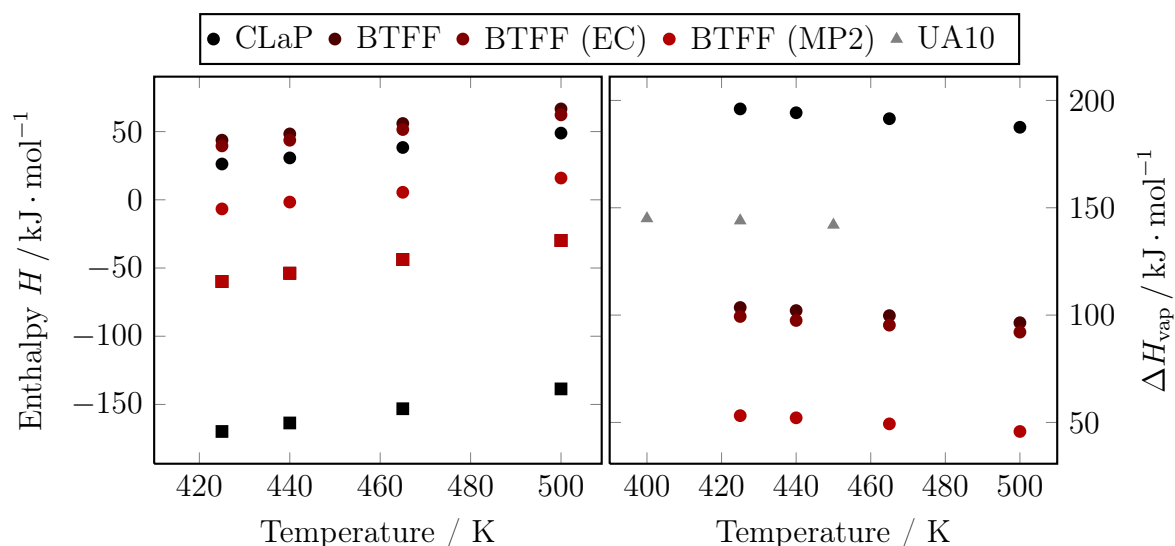 CLaP BTFF BTFF (EC) BTFF (MP2) UA10
50
0
−50
−100
−150
Enthalpy H / kJ · mol⁻¹
420 440 460 480 500
Temperature / K
200
150
100
50
ΔH_vap / kJ · mol⁻¹
400 420 440 460 480 500
Temperature / K